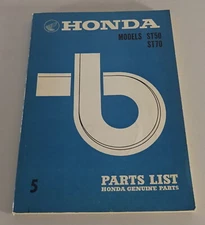 HONDA
MODELS ST50
ST70
5
PARTS LIST
HONDA GENUINE PARTS